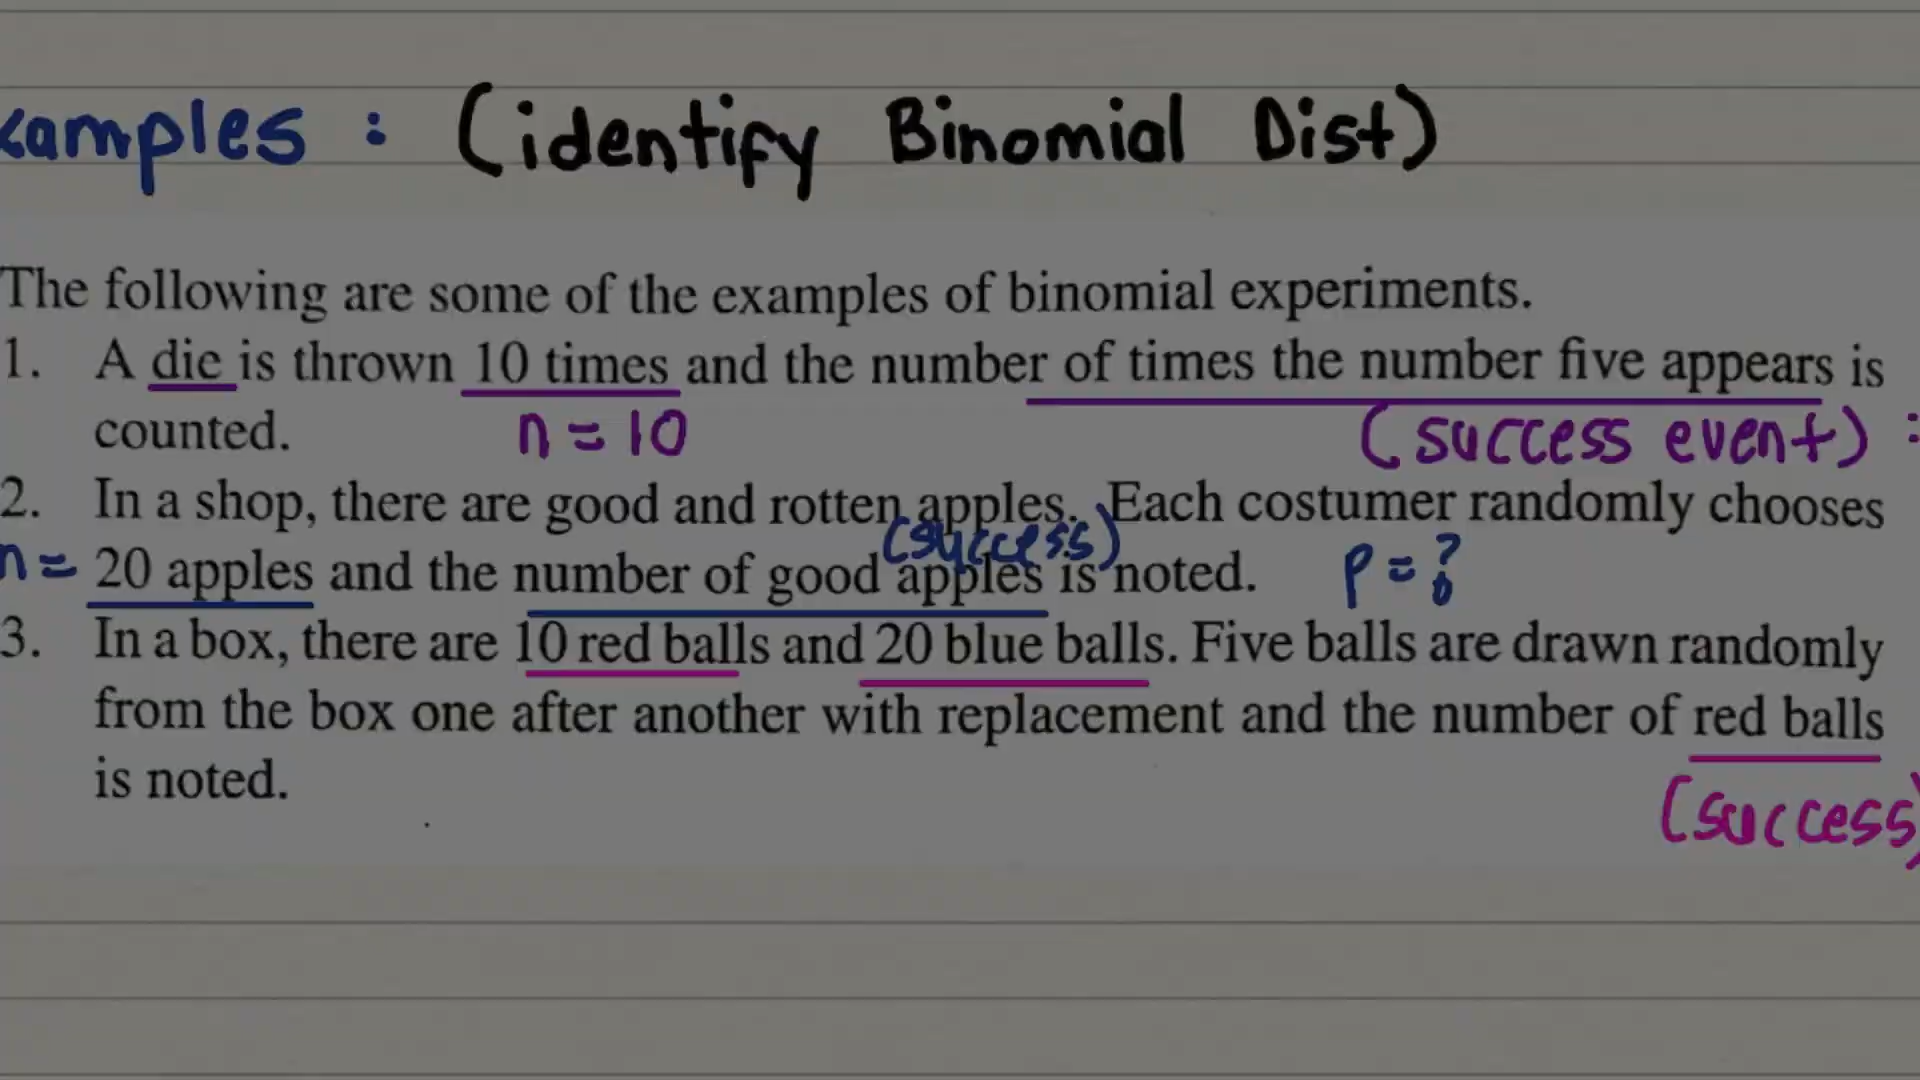 xamples : (identify Binomial Dist)
The following are some of the examples of binomial experiments.
1. A die is thrown 10 times and the number of times the number five appears is
counted. n = 10 (success event) :
2. In a shop, there are good and rotten apples. Each costumer randomly chooses
(success)
n = 20 apples and the number of good apples is noted. p = ?
3. In a box, there are 10 red balls and 20 blue balls. Five balls are drawn randomly
from the box one after another with replacement and the number of red balls
is noted.
(success)